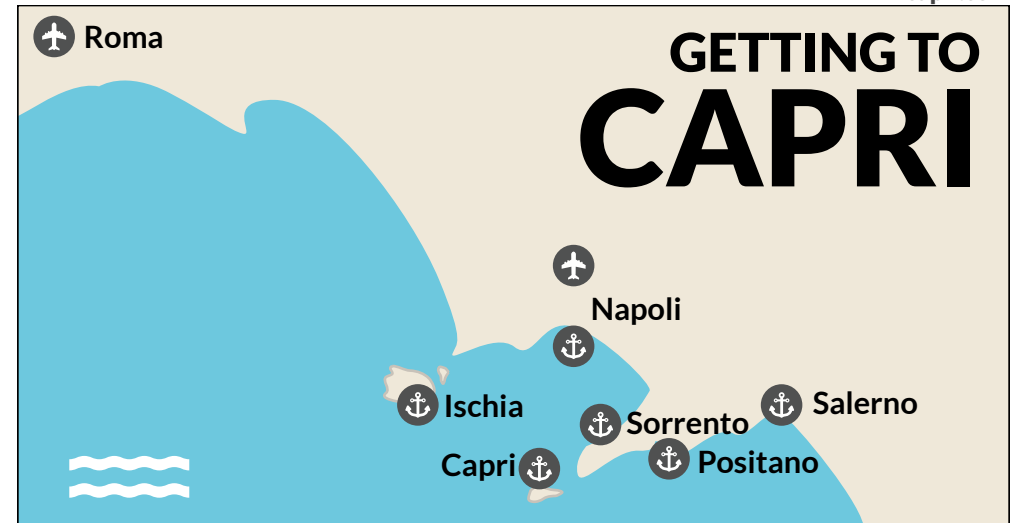 Roma
GETTING TO
CAPRI
Napoli
Ischia
Salerno
Sorrento
Capri
Positano